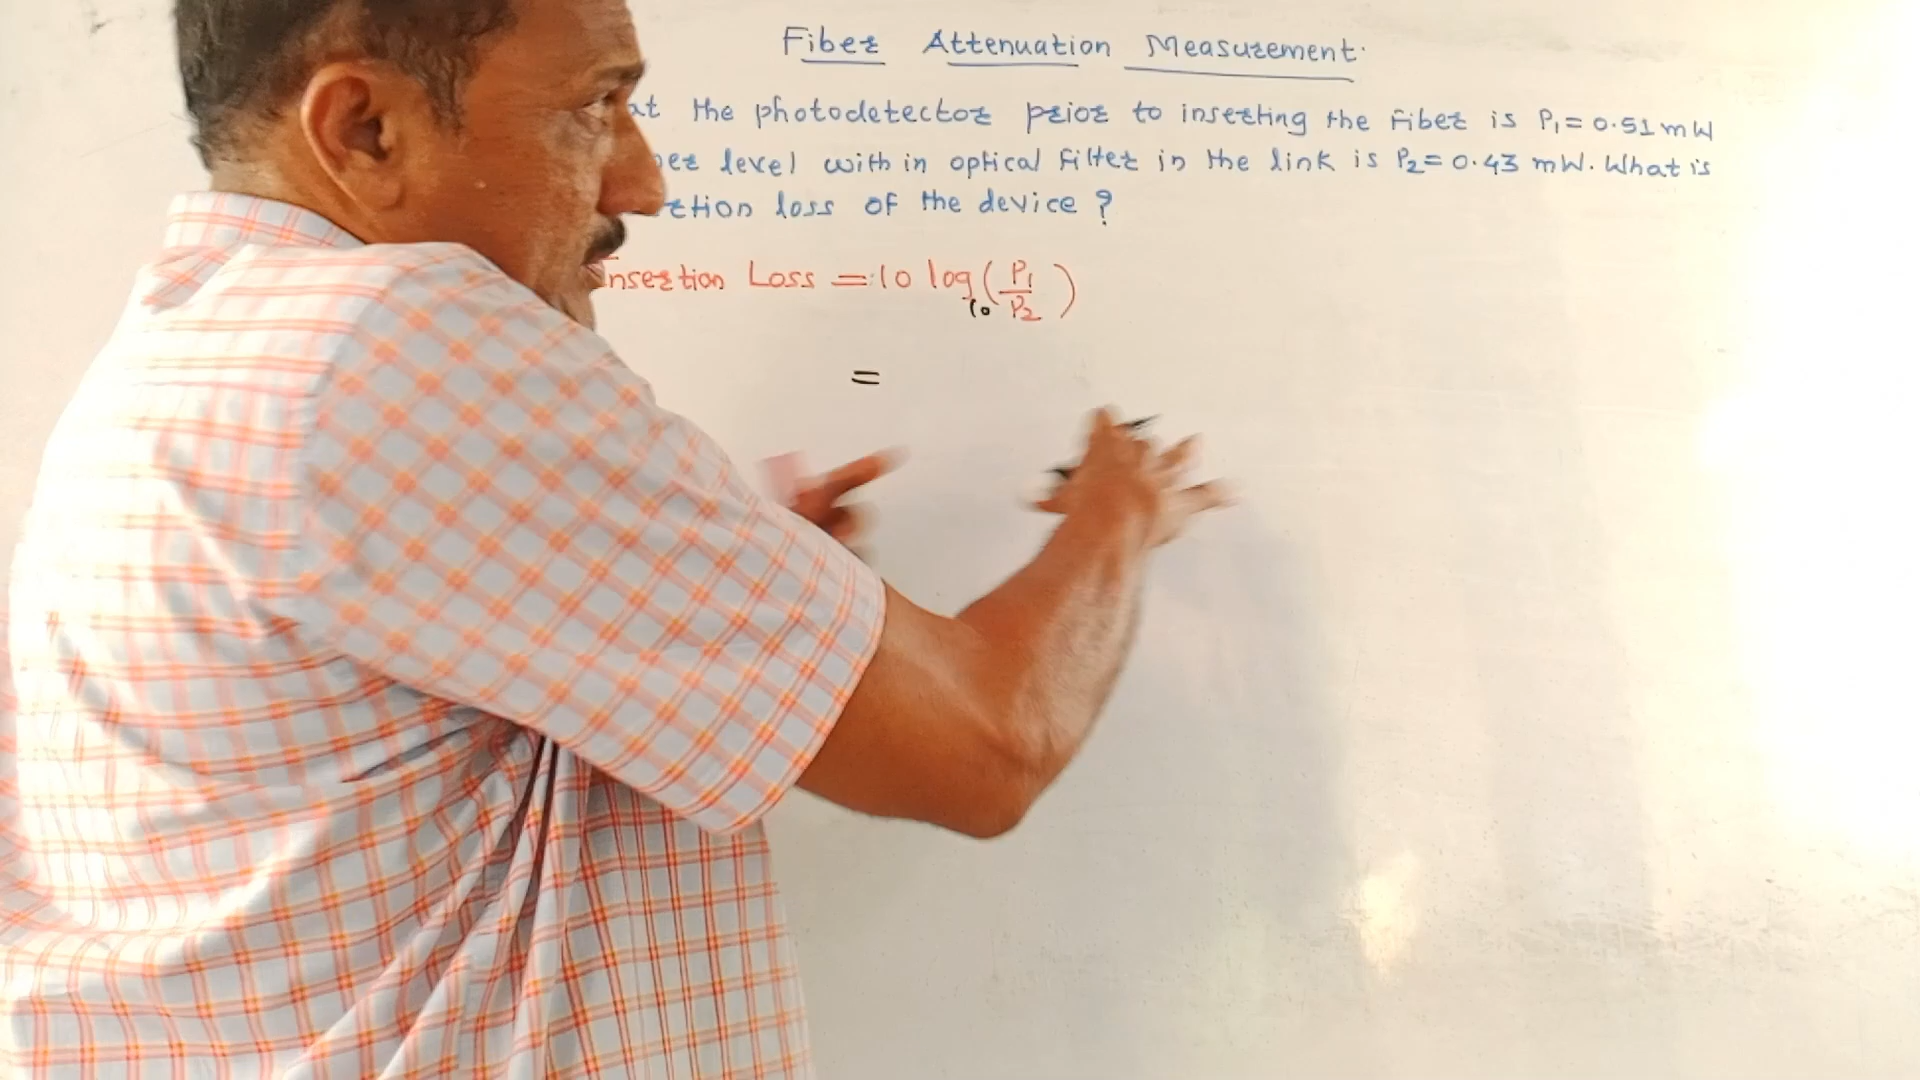 Fiber Attenuation Measurement.
at the photodetector prior to inserting the Fiber is P₁ = 0.51 mW
level with in optical Filter in the link is P₂ = 0.43 mW. What is
loss of the device ?
Insertion Loss = 10 log₁₀ (P₁/P₂)
=